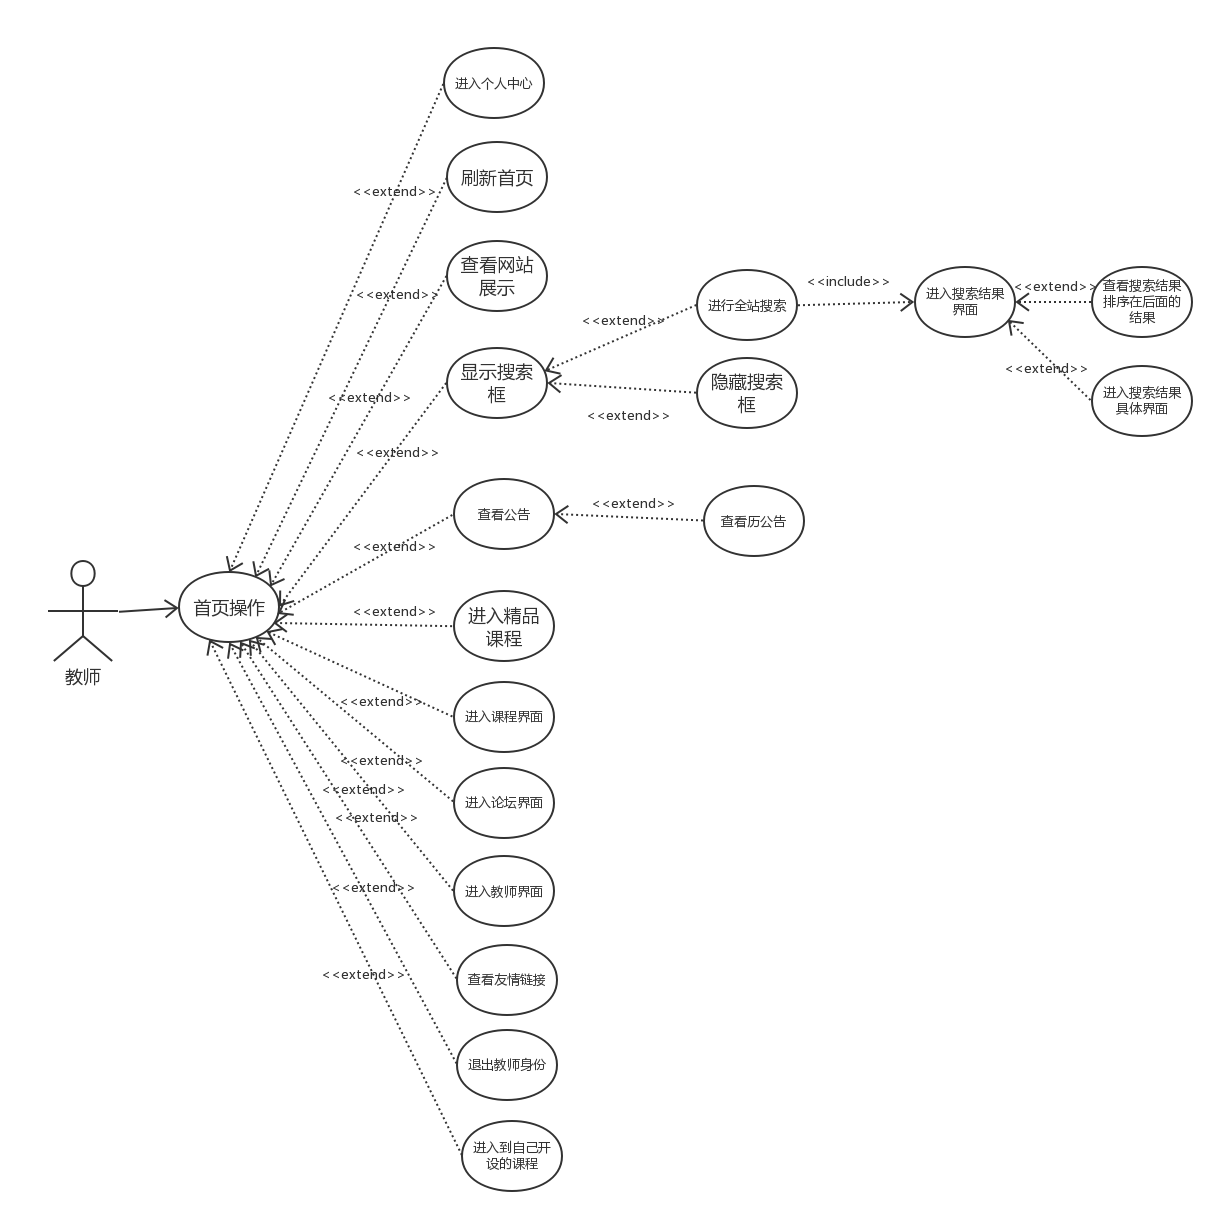 进入个人中心
<<extend>>
刷新首页
<<extend>>
查看网站
展示
<<extend>>
显示搜索
框
<<extend>>
<<extend>>
进行全站搜索
<<include>>
进入搜索结果
界面
<<extend>>
查看搜索结果
排序在后面的
结果
<<extend>>
进入搜索结果
具体界面
隐藏搜索
框
<<extend>>
查看公告
<<extend>>
<<extend>>
查看历公告
教师
首页操作
<<extend>>
进入精品
课程
<<extend>>
进入课程界面
<<extend>>
进入论坛界面
<<extend>>
<<extend>>
进入教师界面
<<extend>>
查看友情链接
<<extend>>
退出教师身份
进入到自己开
设的课程